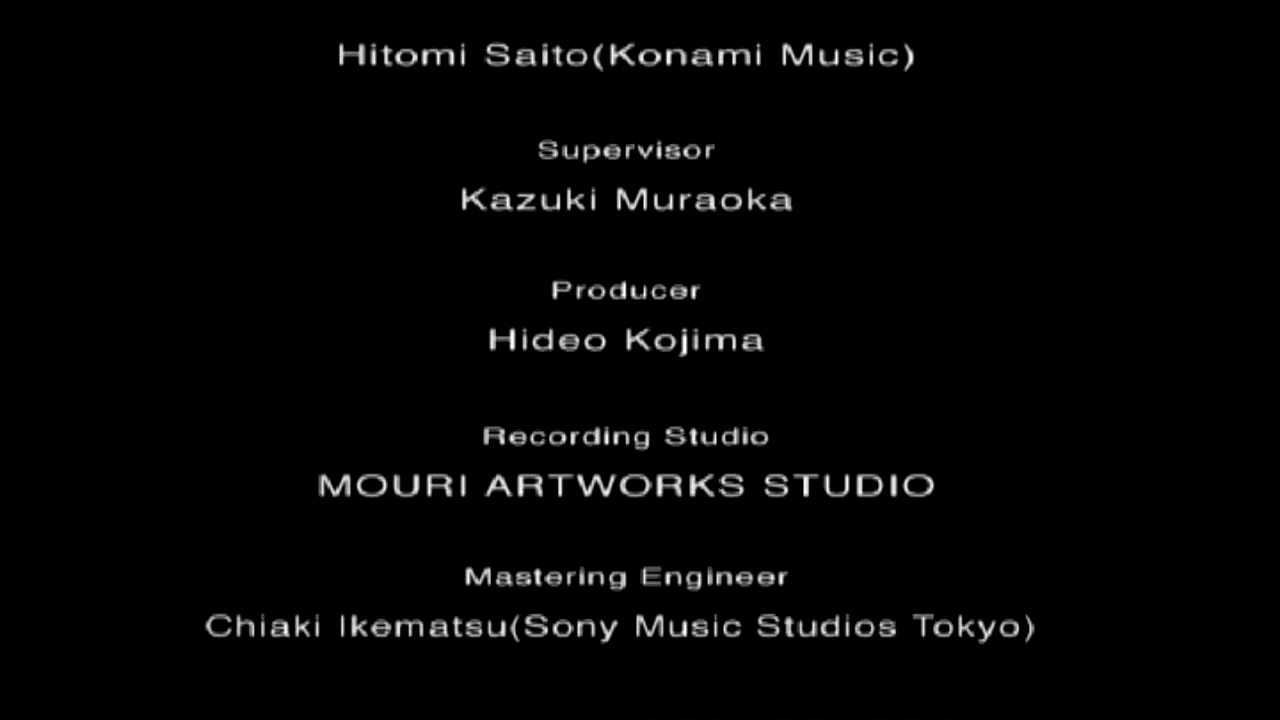 Hitomi Saito(Konami Music)
Supervisor
Kazuki Muraoka
Producer
Hideo Kojima
Recording Studio
MOURI ARTWORKS STUDIO
Mastering Engineer
Chiaki Ikematsu(Sony Music Studios Tokyo)